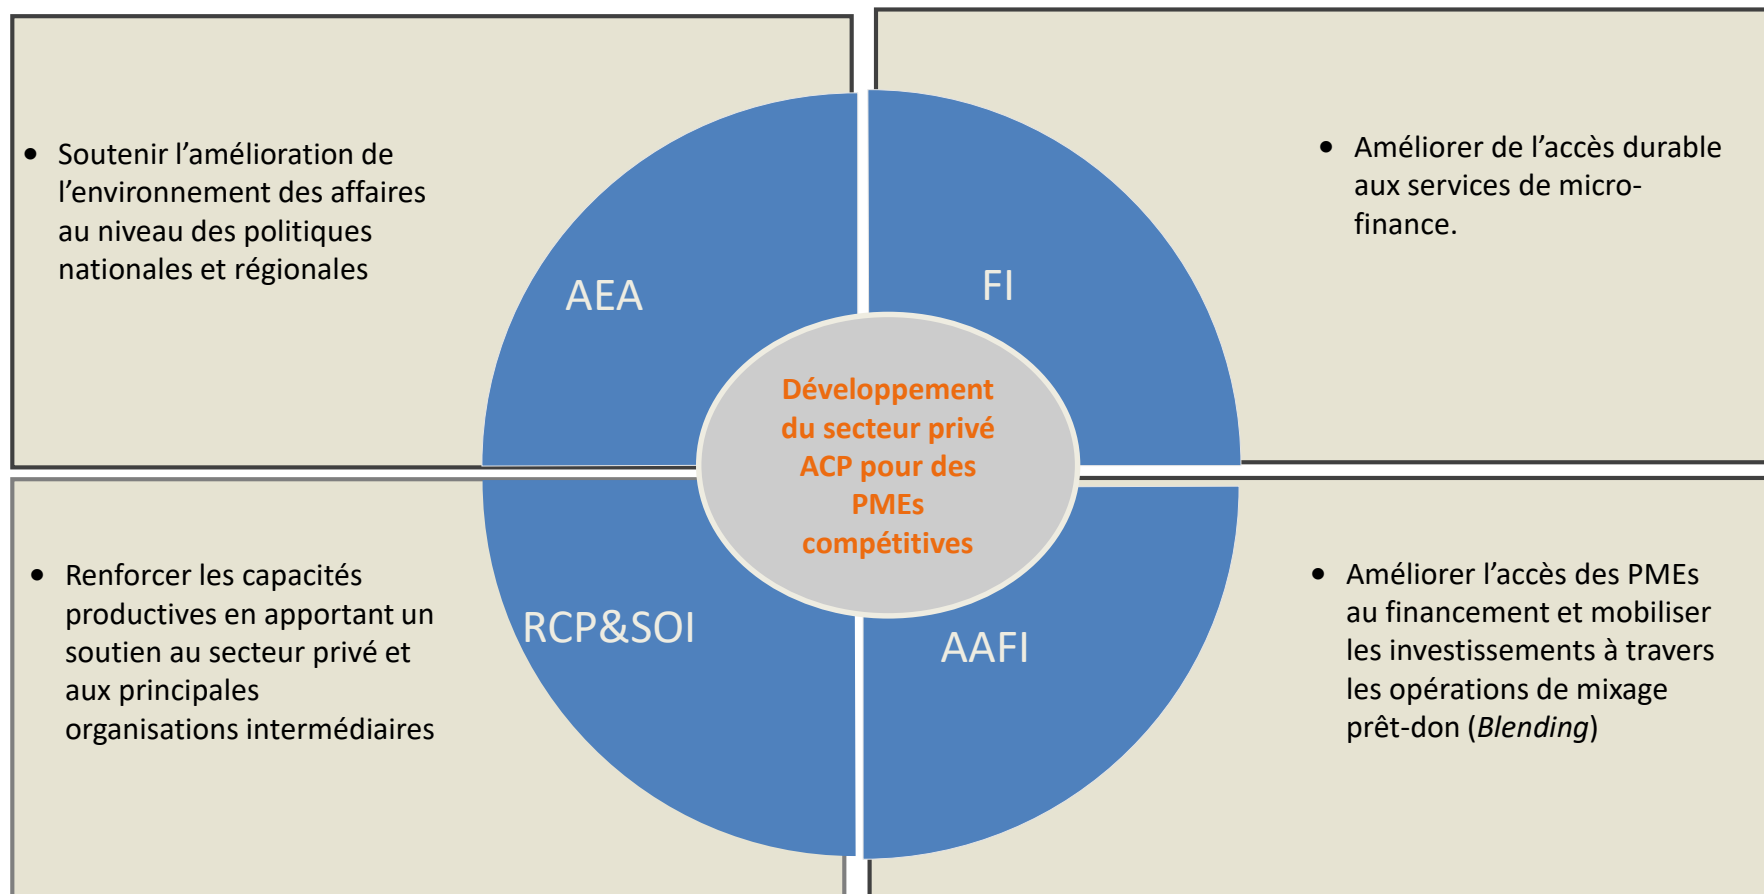 • Soutenir l’amélioration de
l’environnement des affaires
au niveau des politiques
nationales et régionales
AEA
• Améliorer de l’accès durable
aux services de micro-
finance.
FI
Développement
du secteur privé
ACP pour des
PMEs
compétitives
• Renforcer les capacités
productives en apportant un
soutien au secteur privé et
aux principales
organisations intermédiaires
RCP&SOI
• Améliorer l’accès des PMEs
au financement et mobiliser
les investissements à travers
les opérations de mixage
prêt-don (Blending)
AAFI